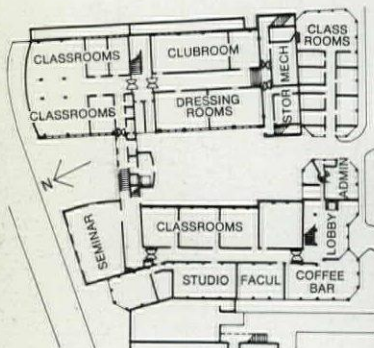 CLASS
ROOMS
CLASSROOMS
CLUBROOM
STOR MECH
CLASSROOMS
DRESSING
ROOMS
N
ADMIN
SEMINAR
CLASSROOMS
LOBBY
STUDIO
FACUL
COFFEE
BAR